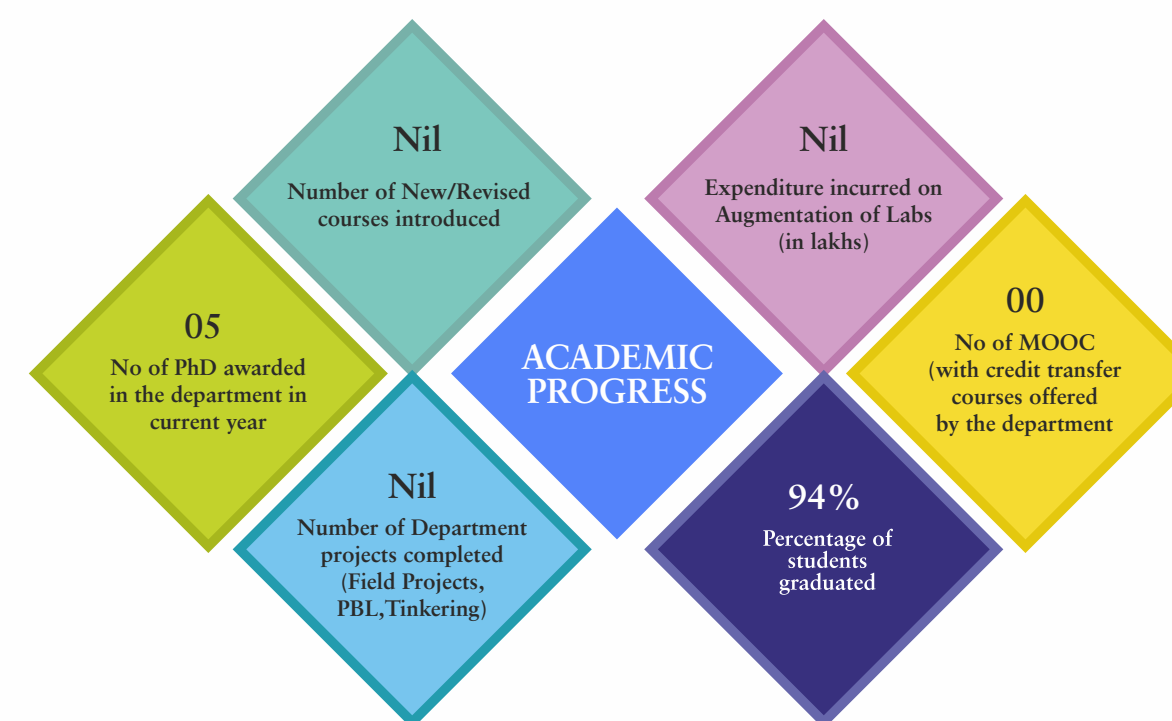 Nil
Number of New/Revised
courses introduced
Nil
Expenditure incurred on
Augmentation of Labs
(in lakhs)
05
No of PhD awarded
in the department in
current year
ACADEMIC
PROGRESS
00
No of MOOC
(with credit transfer
courses offered
by the department
Nil
Number of Department
projects completed
(Field Projects,
PBL,Tinkering)
94%
Percentage of
students
graduated